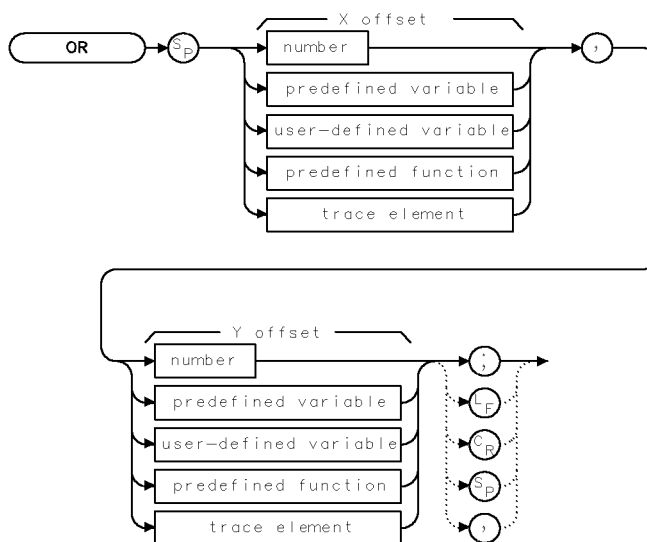 X offset
OR
SP
number
,
predefined variable
user-defined variable
predefined function
trace element
Y offset
number
;
predefined variable
LF
user-defined variable
CR
predefined function
SP
trace element
,